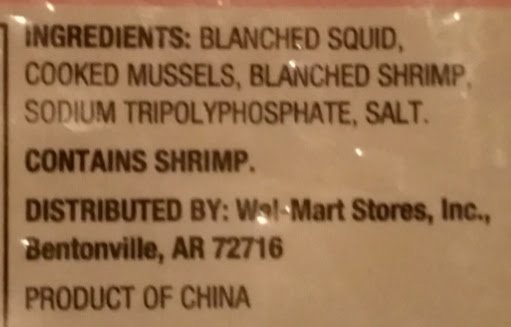 INGREDIENTS: BLANCHED SQUID,
COOKED MUSSELS, BLANCHED SHRIMP,
SODIUM TRIPOLYPHOSPHATE, SALT.
CONTAINS SHRIMP.
DISTRIBUTED BY: Wal-Mart Stores, Inc.,
Bentonville, AR 72716
PRODUCT OF CHINA